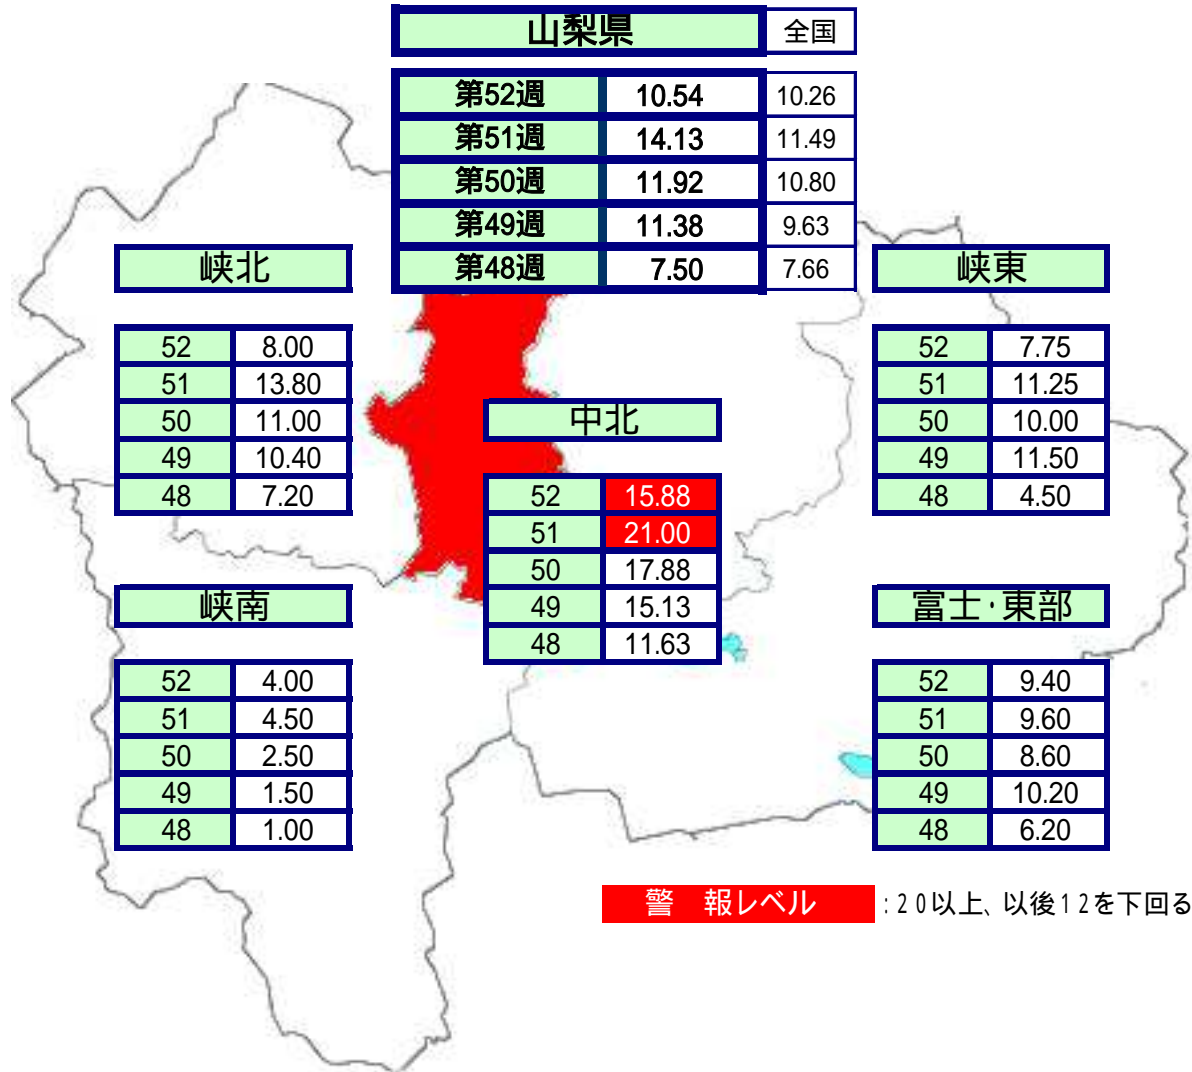 山梨県 全国
第52週 10.54 10.26
第51週 14.13 11.49
第50週 11.92 10.80
第49週 11.38 9.63
第48週 7.50 7.66
峡北
52 8.00
51 13.80
50 11.00
49 10.40
48 7.20
峡東
52 7.75
51 11.25
50 10.00
49 11.50
48 4.50
中北
52 15.88
51 21.00
50 17.88
49 15.13
48 11.63
峡南
52 4.00
51 4.50
50 2.50
49 1.50
48 1.00
富士・東部
52 9.40
51 9.60
50 8.60
49 10.20
48 6.20
警 報レベル :20以上、以後12を下回る